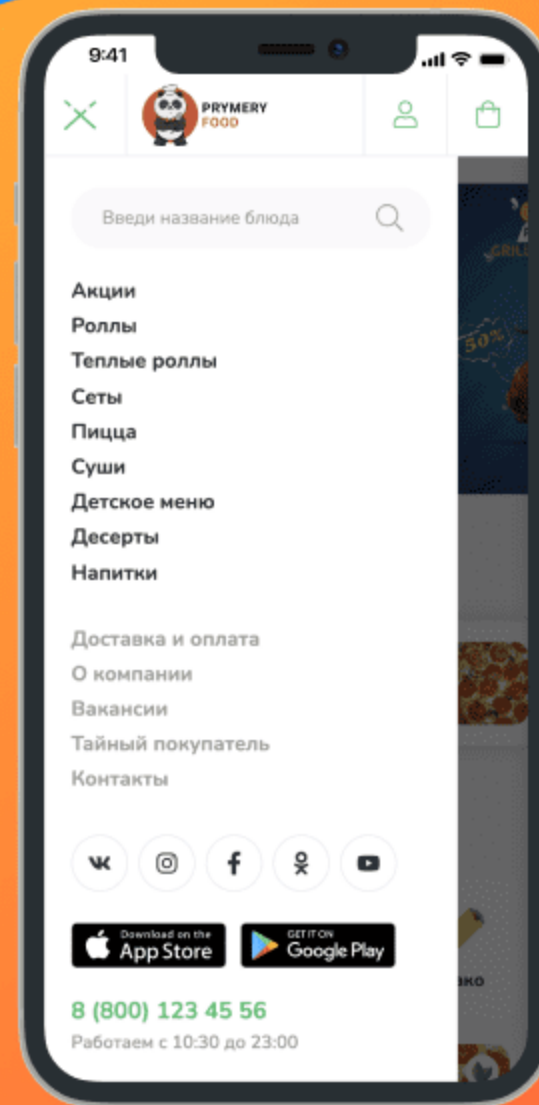 9:41
PRYMERY
FOOD
Введи название блюда
GRILL
50%
Акции
Роллы
Теплые роллы
Сеты
Пицца
Суши
Детское меню
Десерты
Напитки
Доставка и оплата
О компании
Вакансии
Тайный покупатель
Контакты
Download on the
App Store
GET IT ON
Google Play
8 (800) 123 45 56
Работаем с 10:30 до 23:00